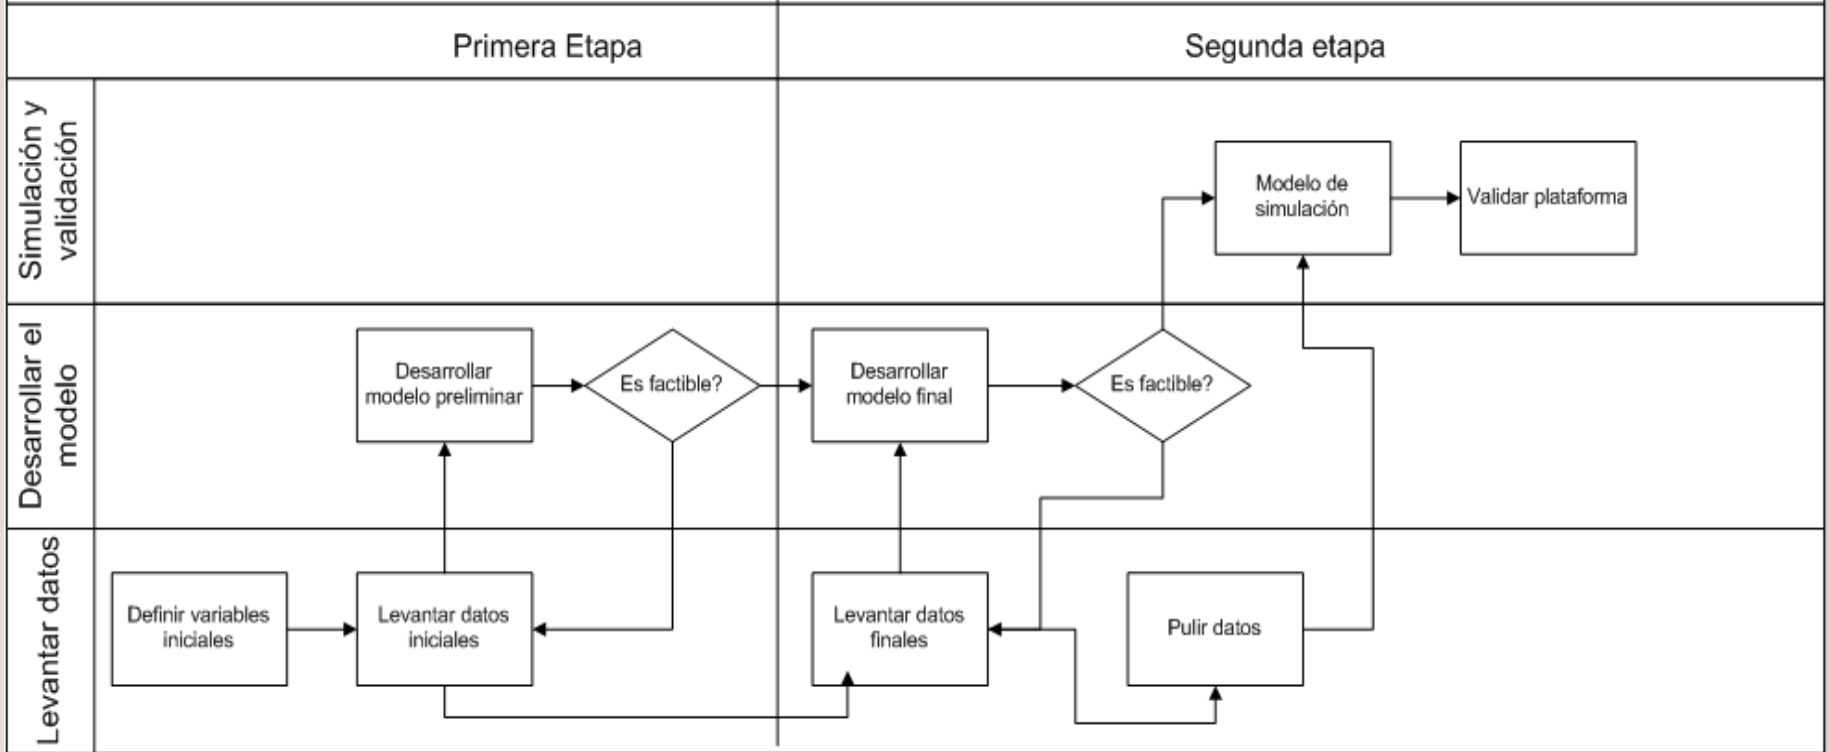 Primera Etapa
Segunda etapa
Simulación y
validación
Modelo de
simulación
Validar plataforma
Desarrollar el
modelo
Desarrollar
modelo preliminar
Es factible?
Desarrollar
modelo final
Es factible?
Levantar datos
Definir variables
iniciales
Levantar datos
iniciales
Levantar datos
finales
Pulir datos